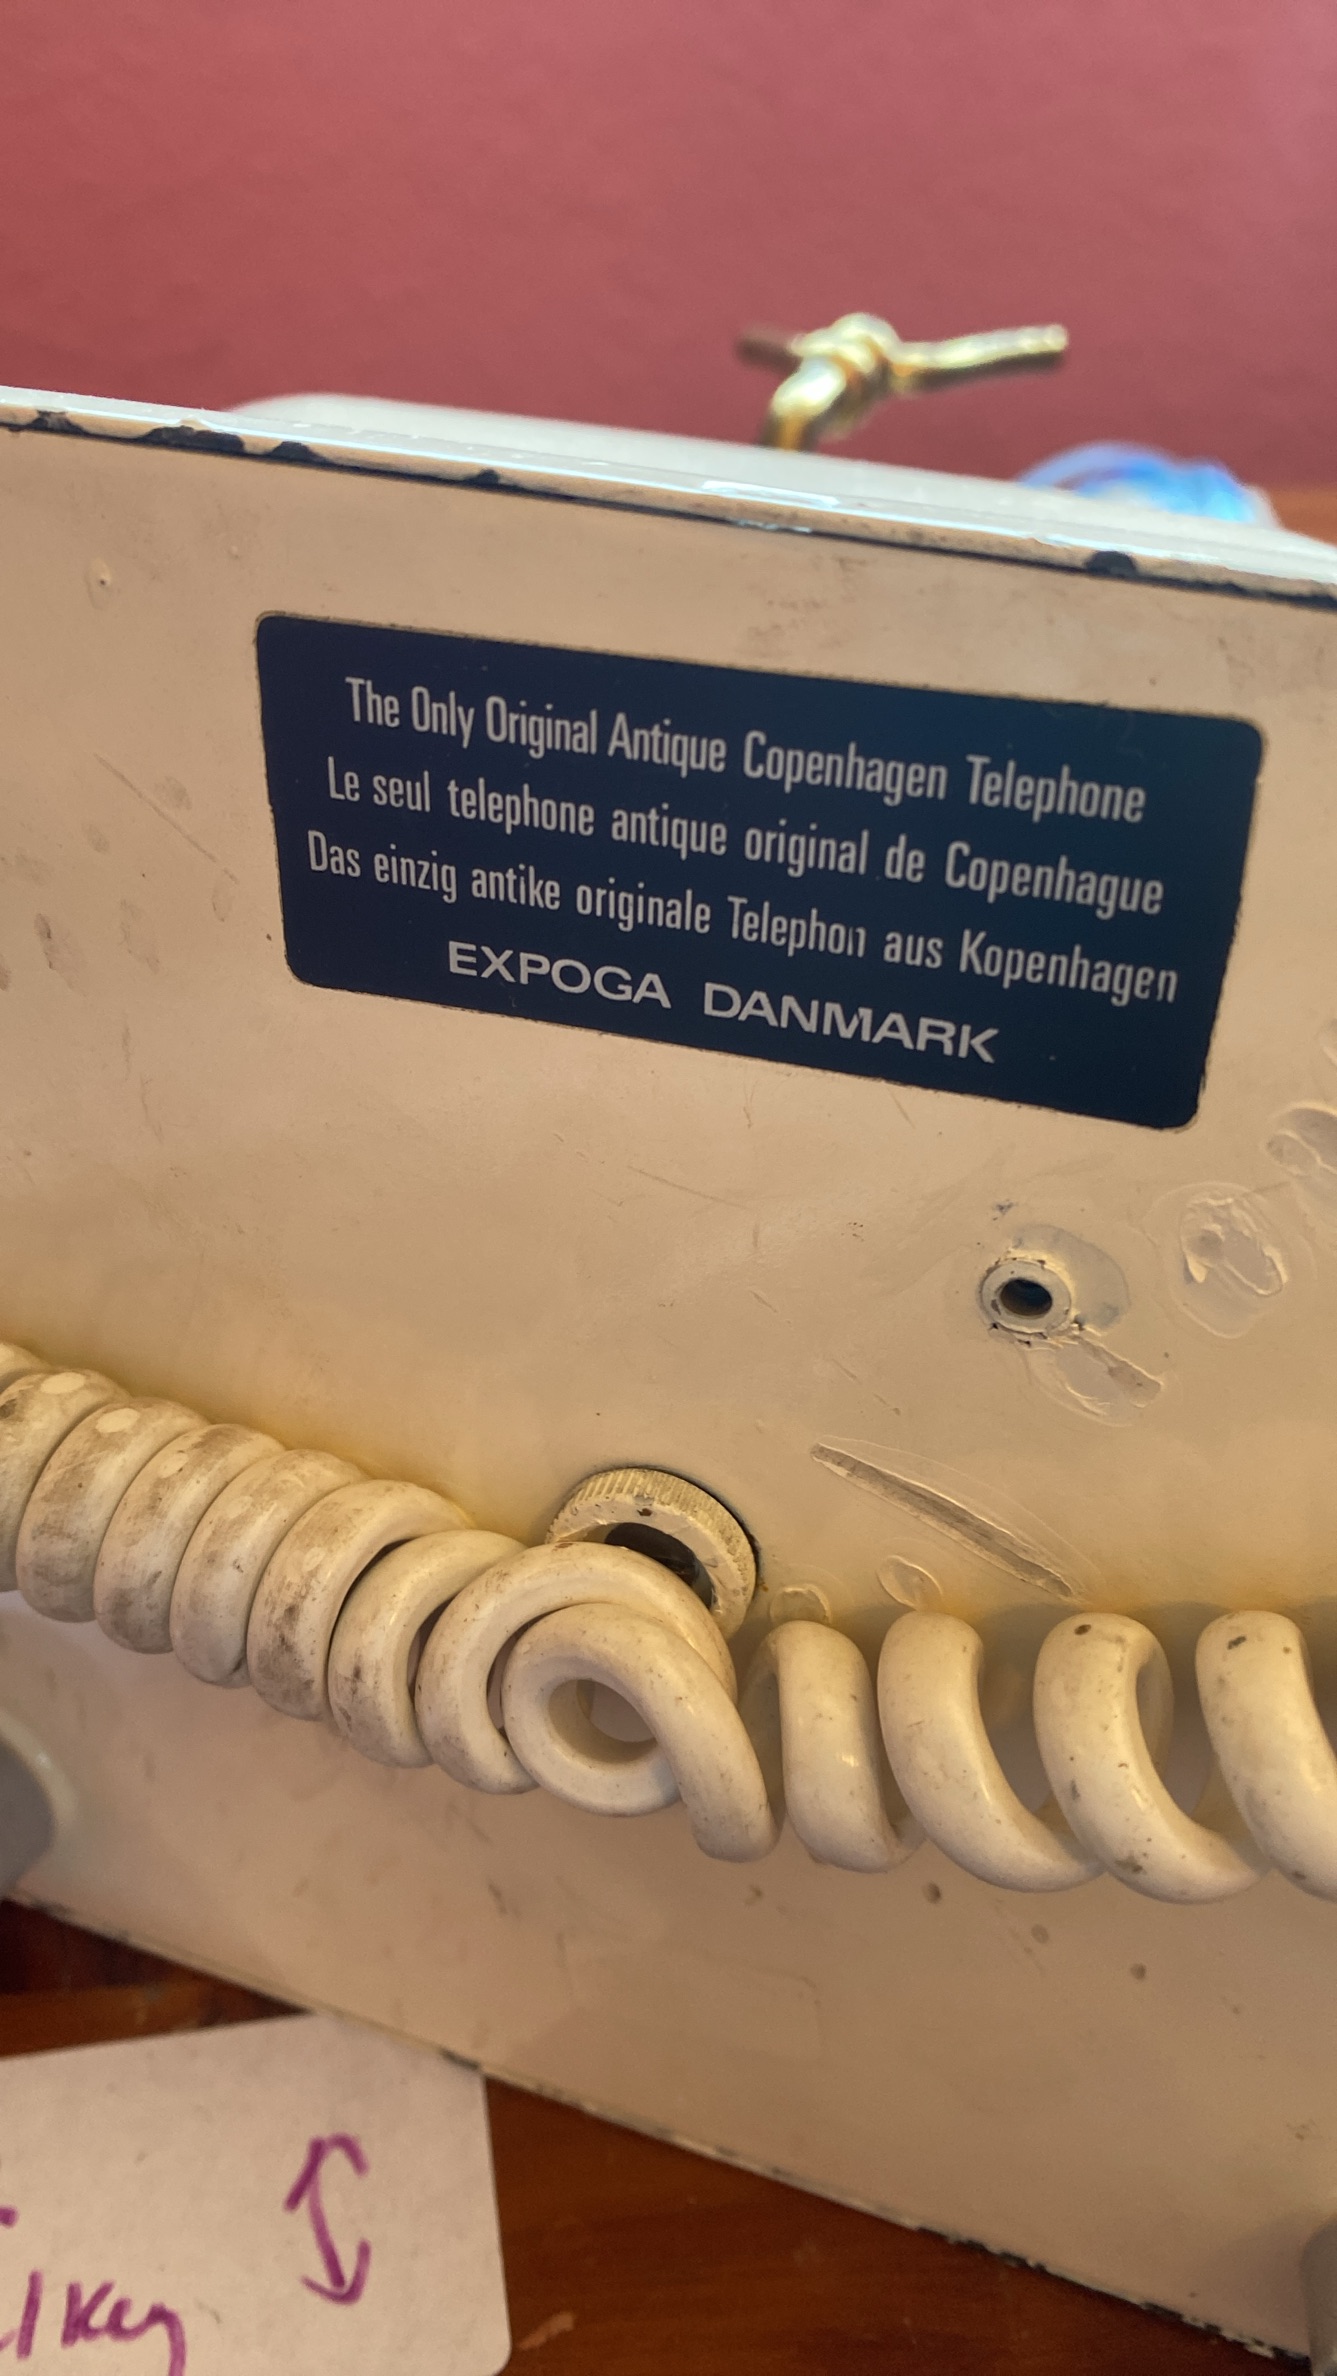 The Only Original Antique Copenhagen Telephone
Le seul telephone antique original de Copenhague
Das einzig antike originale Telephon aus Kopenhagen
EXPOGA DANMARK